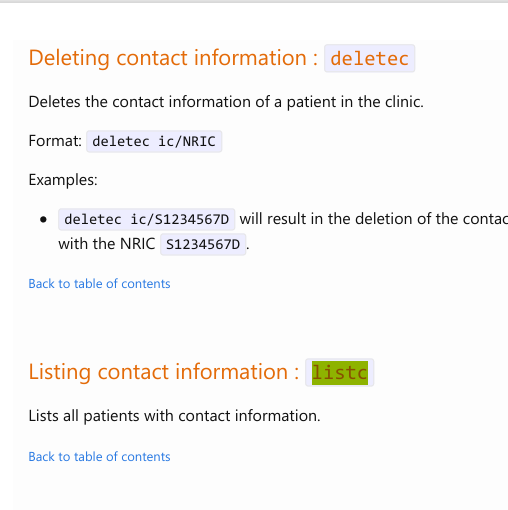 Deleting contact information : deletec
Deletes the contact information of a patient in the clinic.
Format: deletec ic/NRIC
Examples:
deletec ic/S1234567D will result in the deletion of the
with the NRIC S1234567D.
Back to table of contents
Listing contact information : listc
Lists all patients with contact information.
Back to table of contents